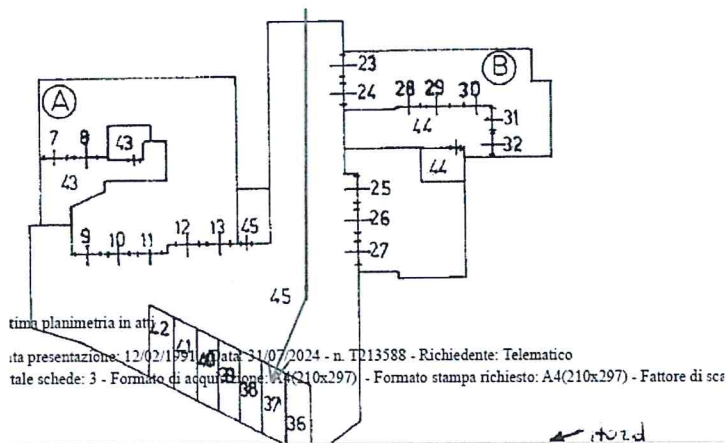 23
A
B
24
28 29 30
7 8
43
44
31
32
43
44
25
26
9 10 11 12 13 45
27
45
42
tima planimetria in atti
41
ta presentazione: 12/02/1991 - Data: 31/07/2024 - n. T213588 - Richiedente: Telematico
40
39
tale schede: 3 - Formato di acquisizione: A4(210x297) - Formato stampa richiesto: A4(210x297) - Fattore di sca
38
37
36